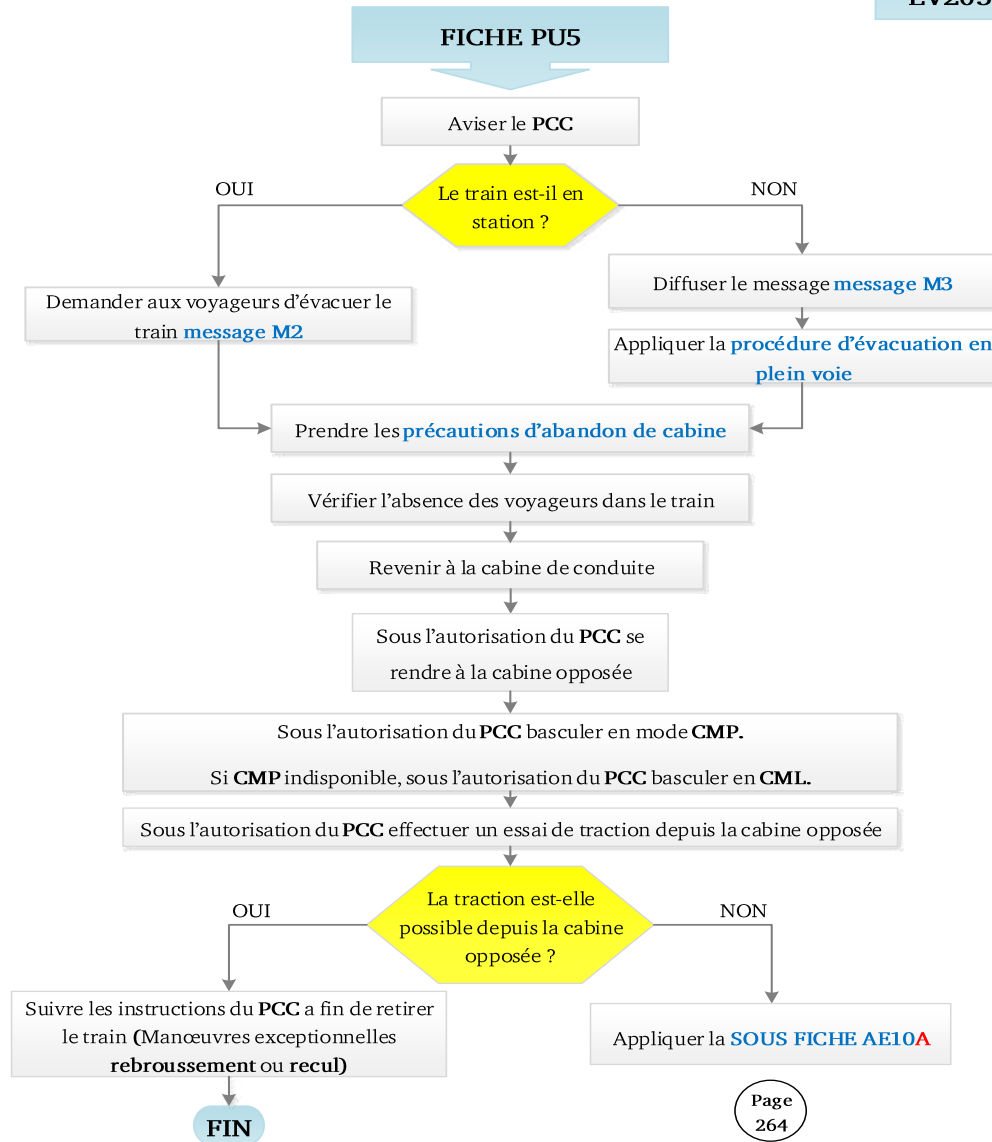 EV205
FICHE PU5
Aviser le PCC
OUI
Le train est-il en
station ?
NON
Demander aux voyageurs d'évacuer le
train message M2
Diffuser le message message M3
Appliquer la procédure d'évacuation en
plein voie
Prendre les précautions d'abandon de cabine
Vérifier l'absence des voyageurs dans le train
Revenir à la cabine de conduite
Sous l'autorisation du PCC se
rendre à la cabine opposée
Sous l'autorisation du PCC basculer en mode CMP.
Si CMP indisponible, sous l'autorisation du PCC basculer en CML.
Sous l'autorisation du PCC effectuer un essai de traction depuis la cabine opposée
OUI
La traction est-elle
possible depuis la cabine
opposée ?
NON
Suivre les instructions du PCC a fin de retirer
le train (Manœuvres exceptionnelles
rebroussement ou recul)
Appliquer la SOUS FICHE AE10A
FIN
Page
264